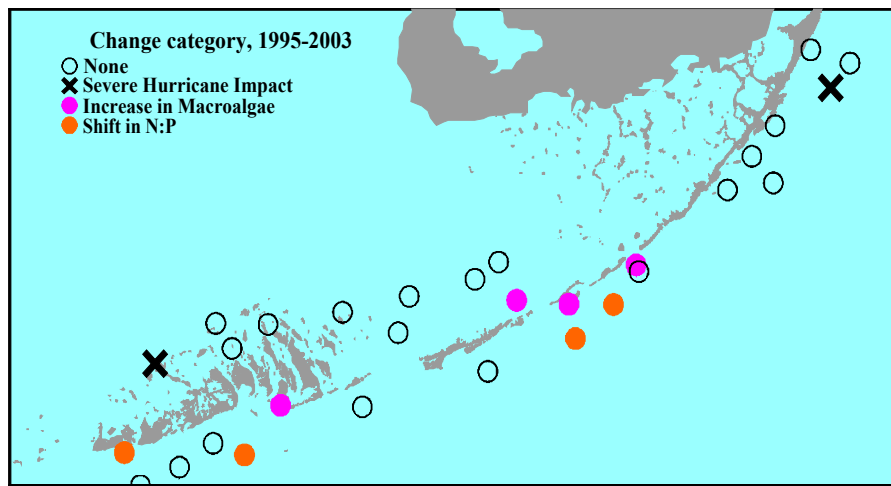 Change category, 1995-2003
None
Severe Hurricane Impact
Increase in Macroalgae
Shift in N:P